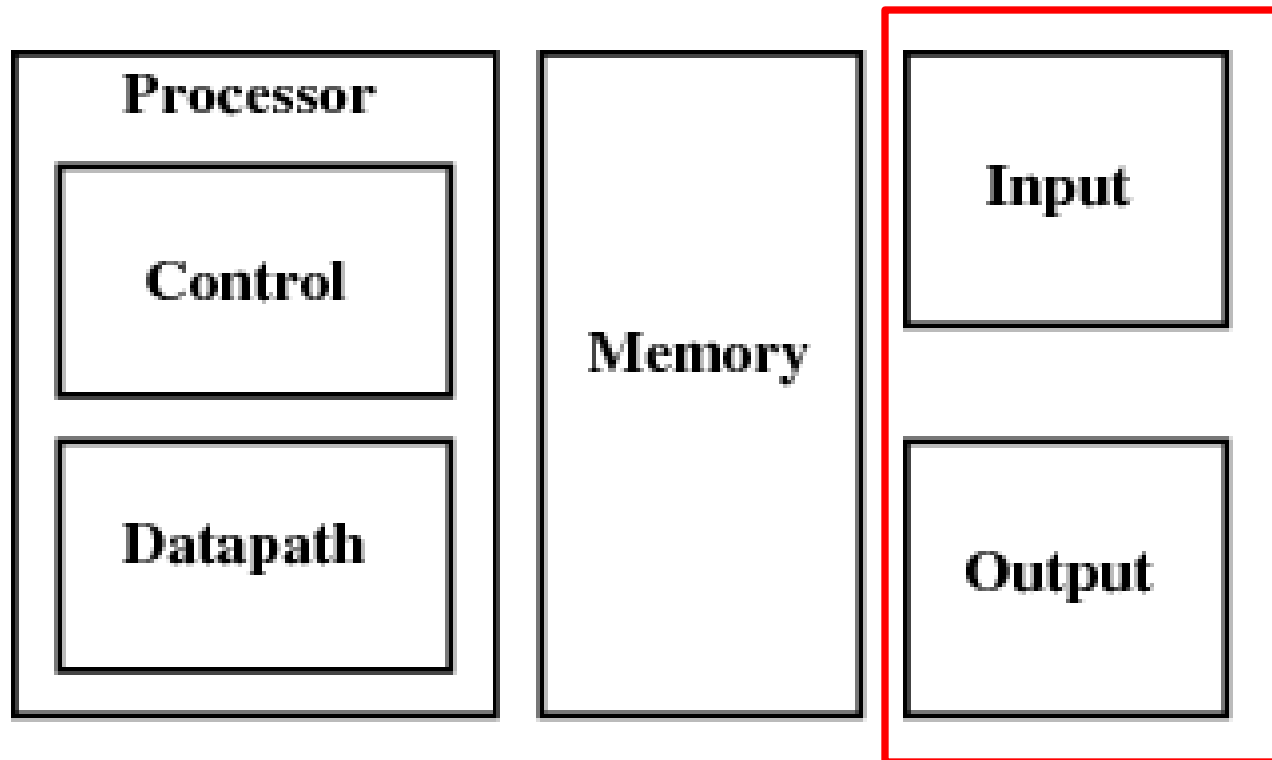 Processor
Control
Datapath
Memory
Input
Output